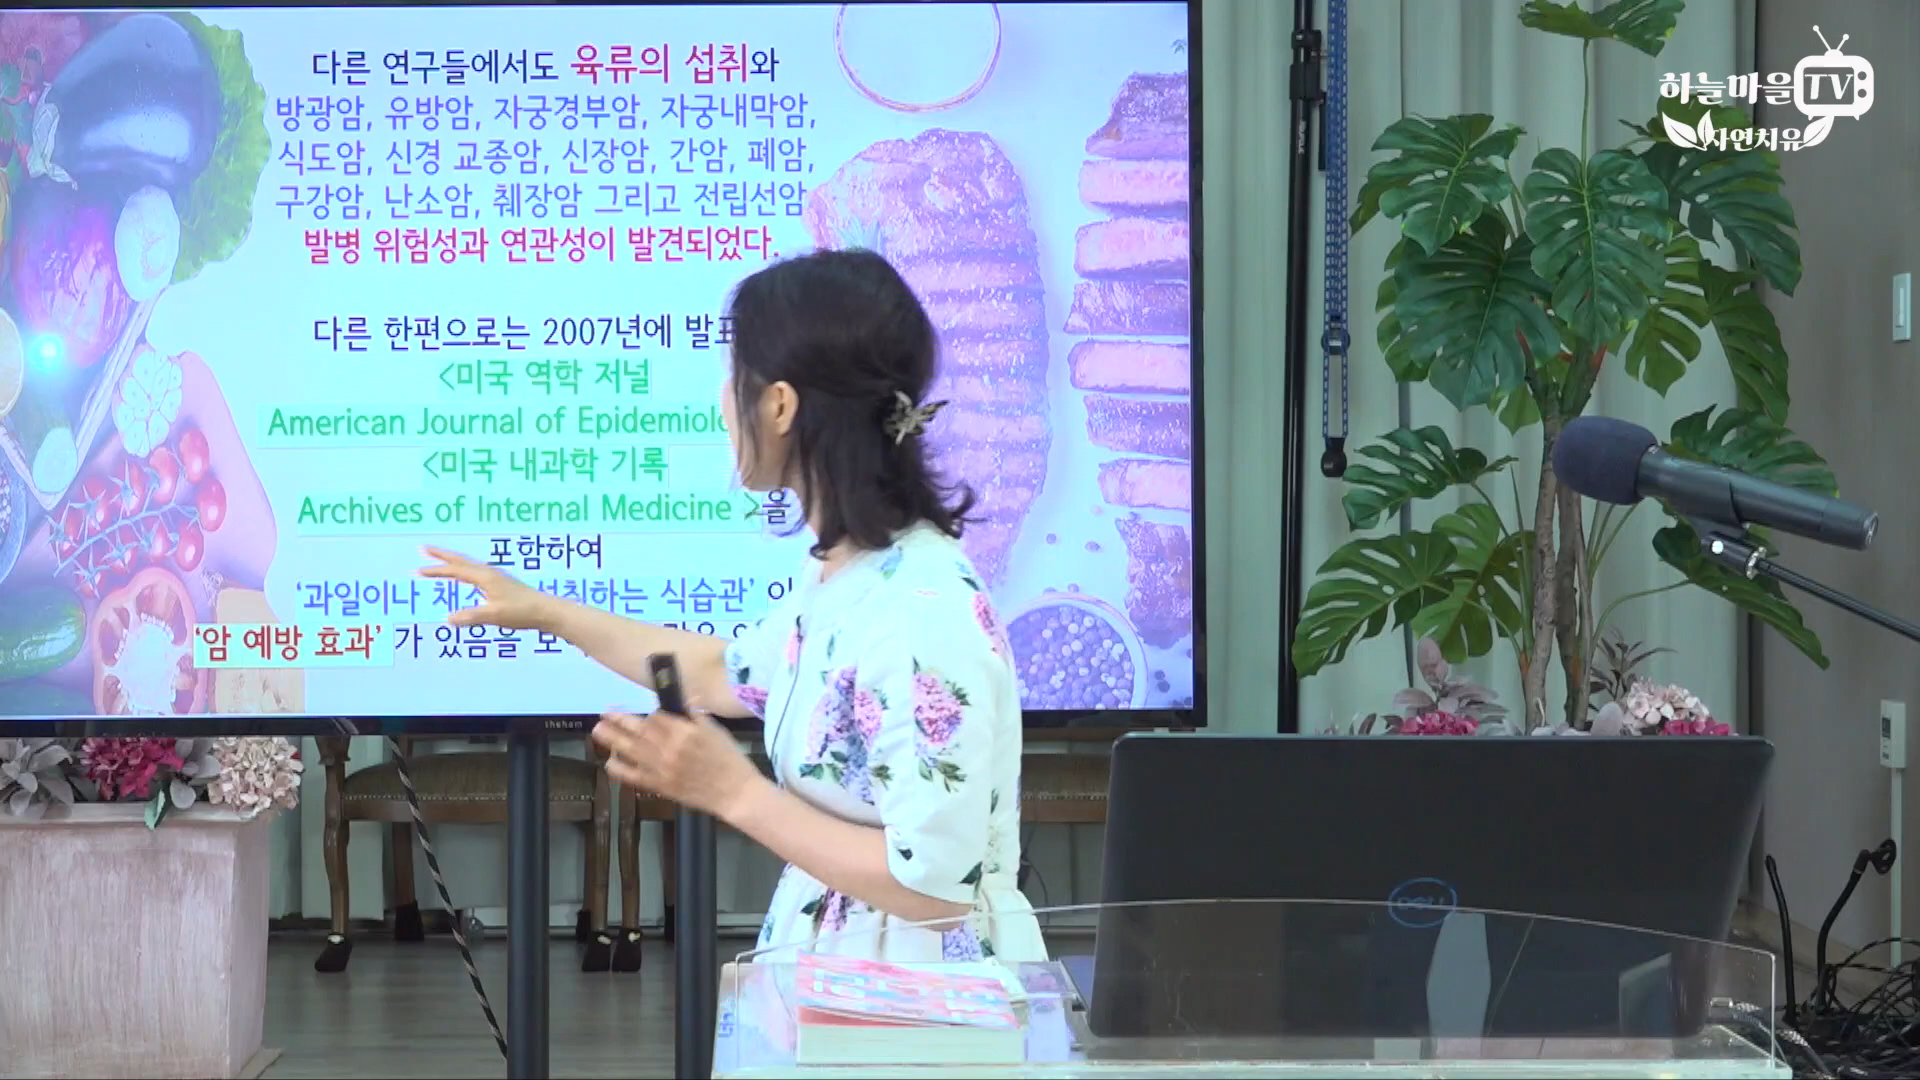 다른 연구들에서도 육류의 섭취와
방광암, 유방암, 자궁경부암, 자궁내막암,
식도암, 신경 교종암, 신장암, 간암, 폐암,
구강암, 난소암, 췌장암 그리고 전립선암
발병 위험성과 연관성이 발견되었다.
다른 한편으로는 2007년에
<미국 역학 저널
American Journal of
<미국 내과학 기록
Archives of Internal Medicine >을
포함하여
'과일이나 섭취하는 식습관' 이
'암 예방 효과' 가 있음을
theham
하늘마을TV
자연치유
DELL